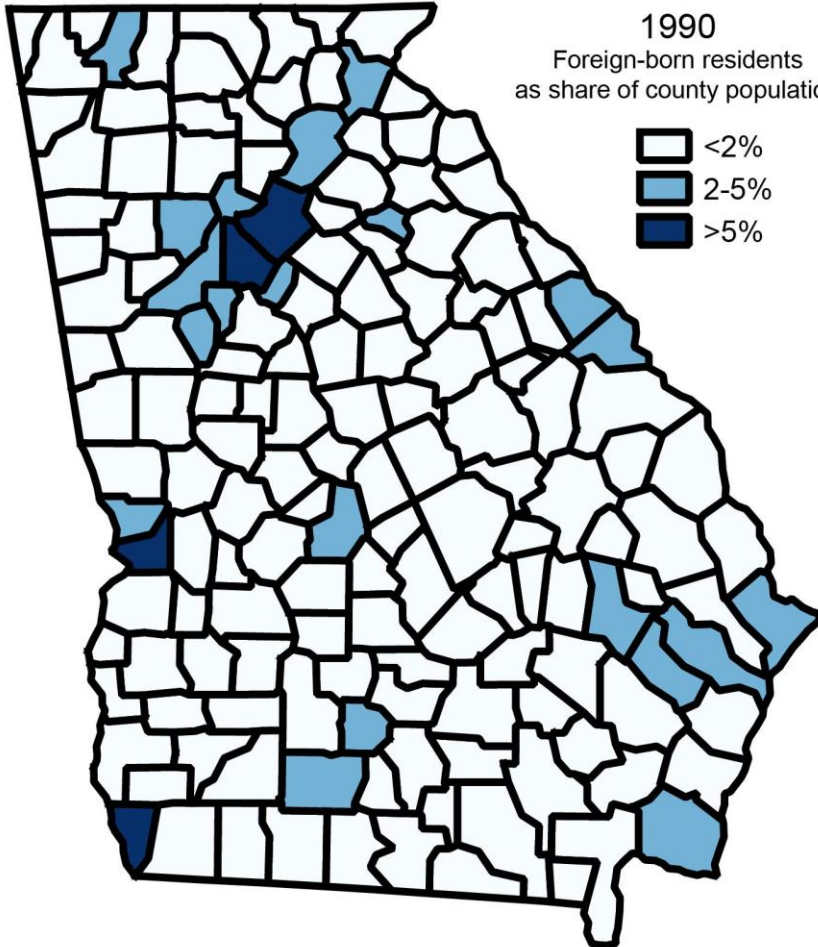 1990
Foreign-born residents
as share of county populatio
<2%
2-5%
>5%